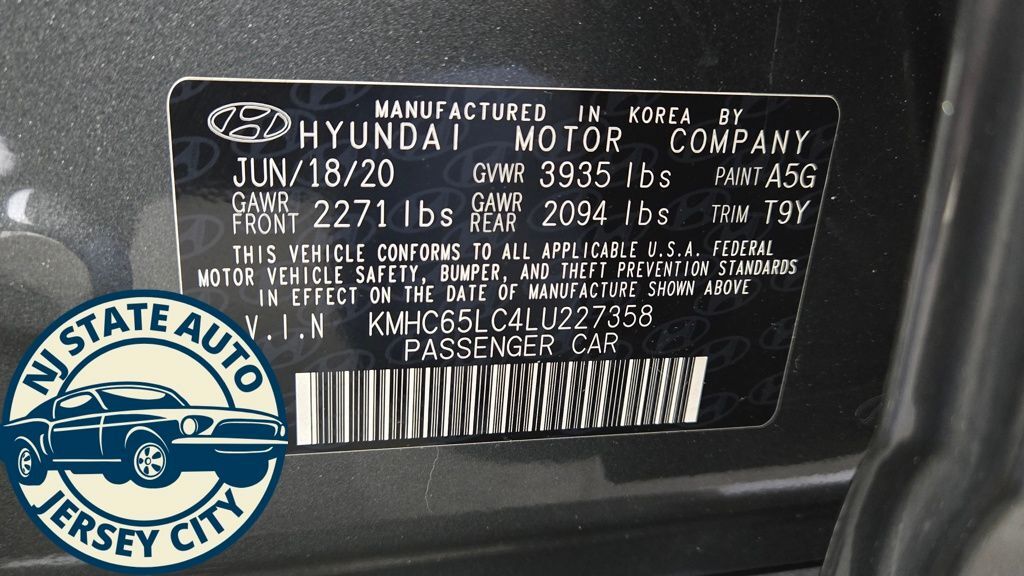 MANUFACTURED IN KOREA BY
HYUNDAI MOTOR COMPANY
JUN/18/20 GVWR 3935 lbs PAINT A5G
GAWR FRONT 2271 lbs GAWR REAR 2094 lbs TRIM T9Y
THIS VEHICLE CONFORMS TO ALL APPLICABLE U.S.A. FEDERAL
MOTOR VEHICLE SAFETY, BUMPER, AND THEFT PREVENTION STANDARDS
IN EFFECT ON THE DATE OF MANUFACTURE SHOWN ABOVE
V.I.N KMHC65LC4LU227358
PASSENGER CAR
NJ STATE AUTO
JERSEY CITY